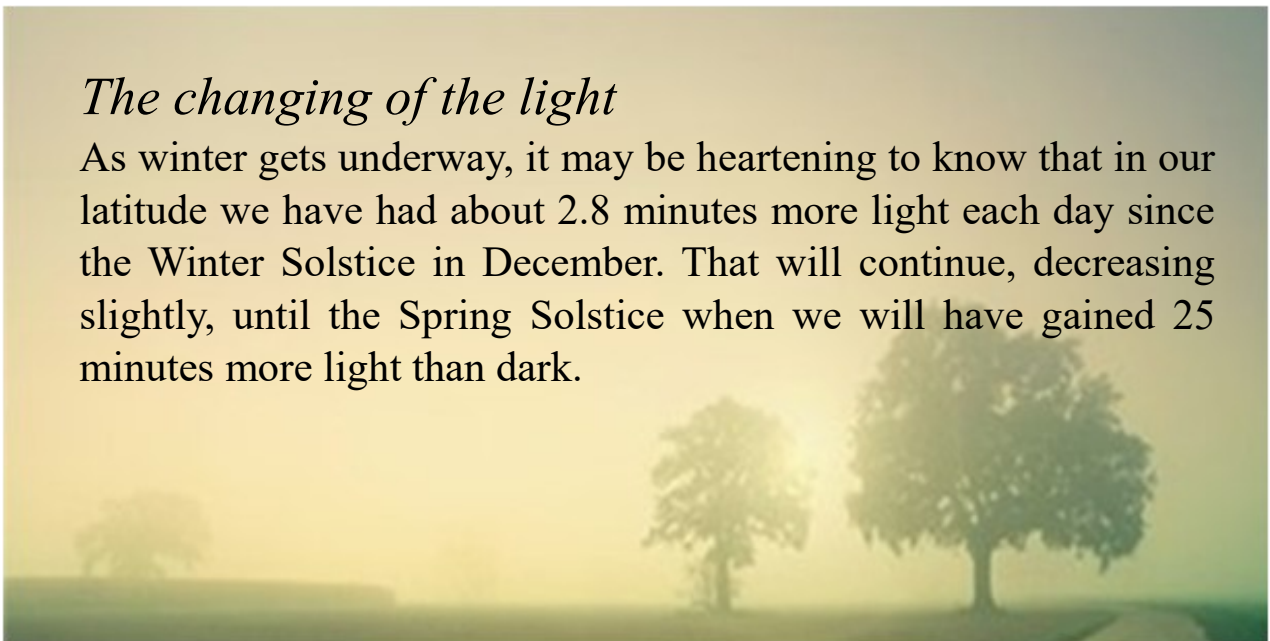 The changing of the light
As winter gets underway, it may be heartening to know that in our
latitude we have had about 2.8 minutes more light each day since
the Winter Solstice in December. That will continue, decreasing
slightly, until the Spring Solstice when we will have gained 25
minutes more light than dark.